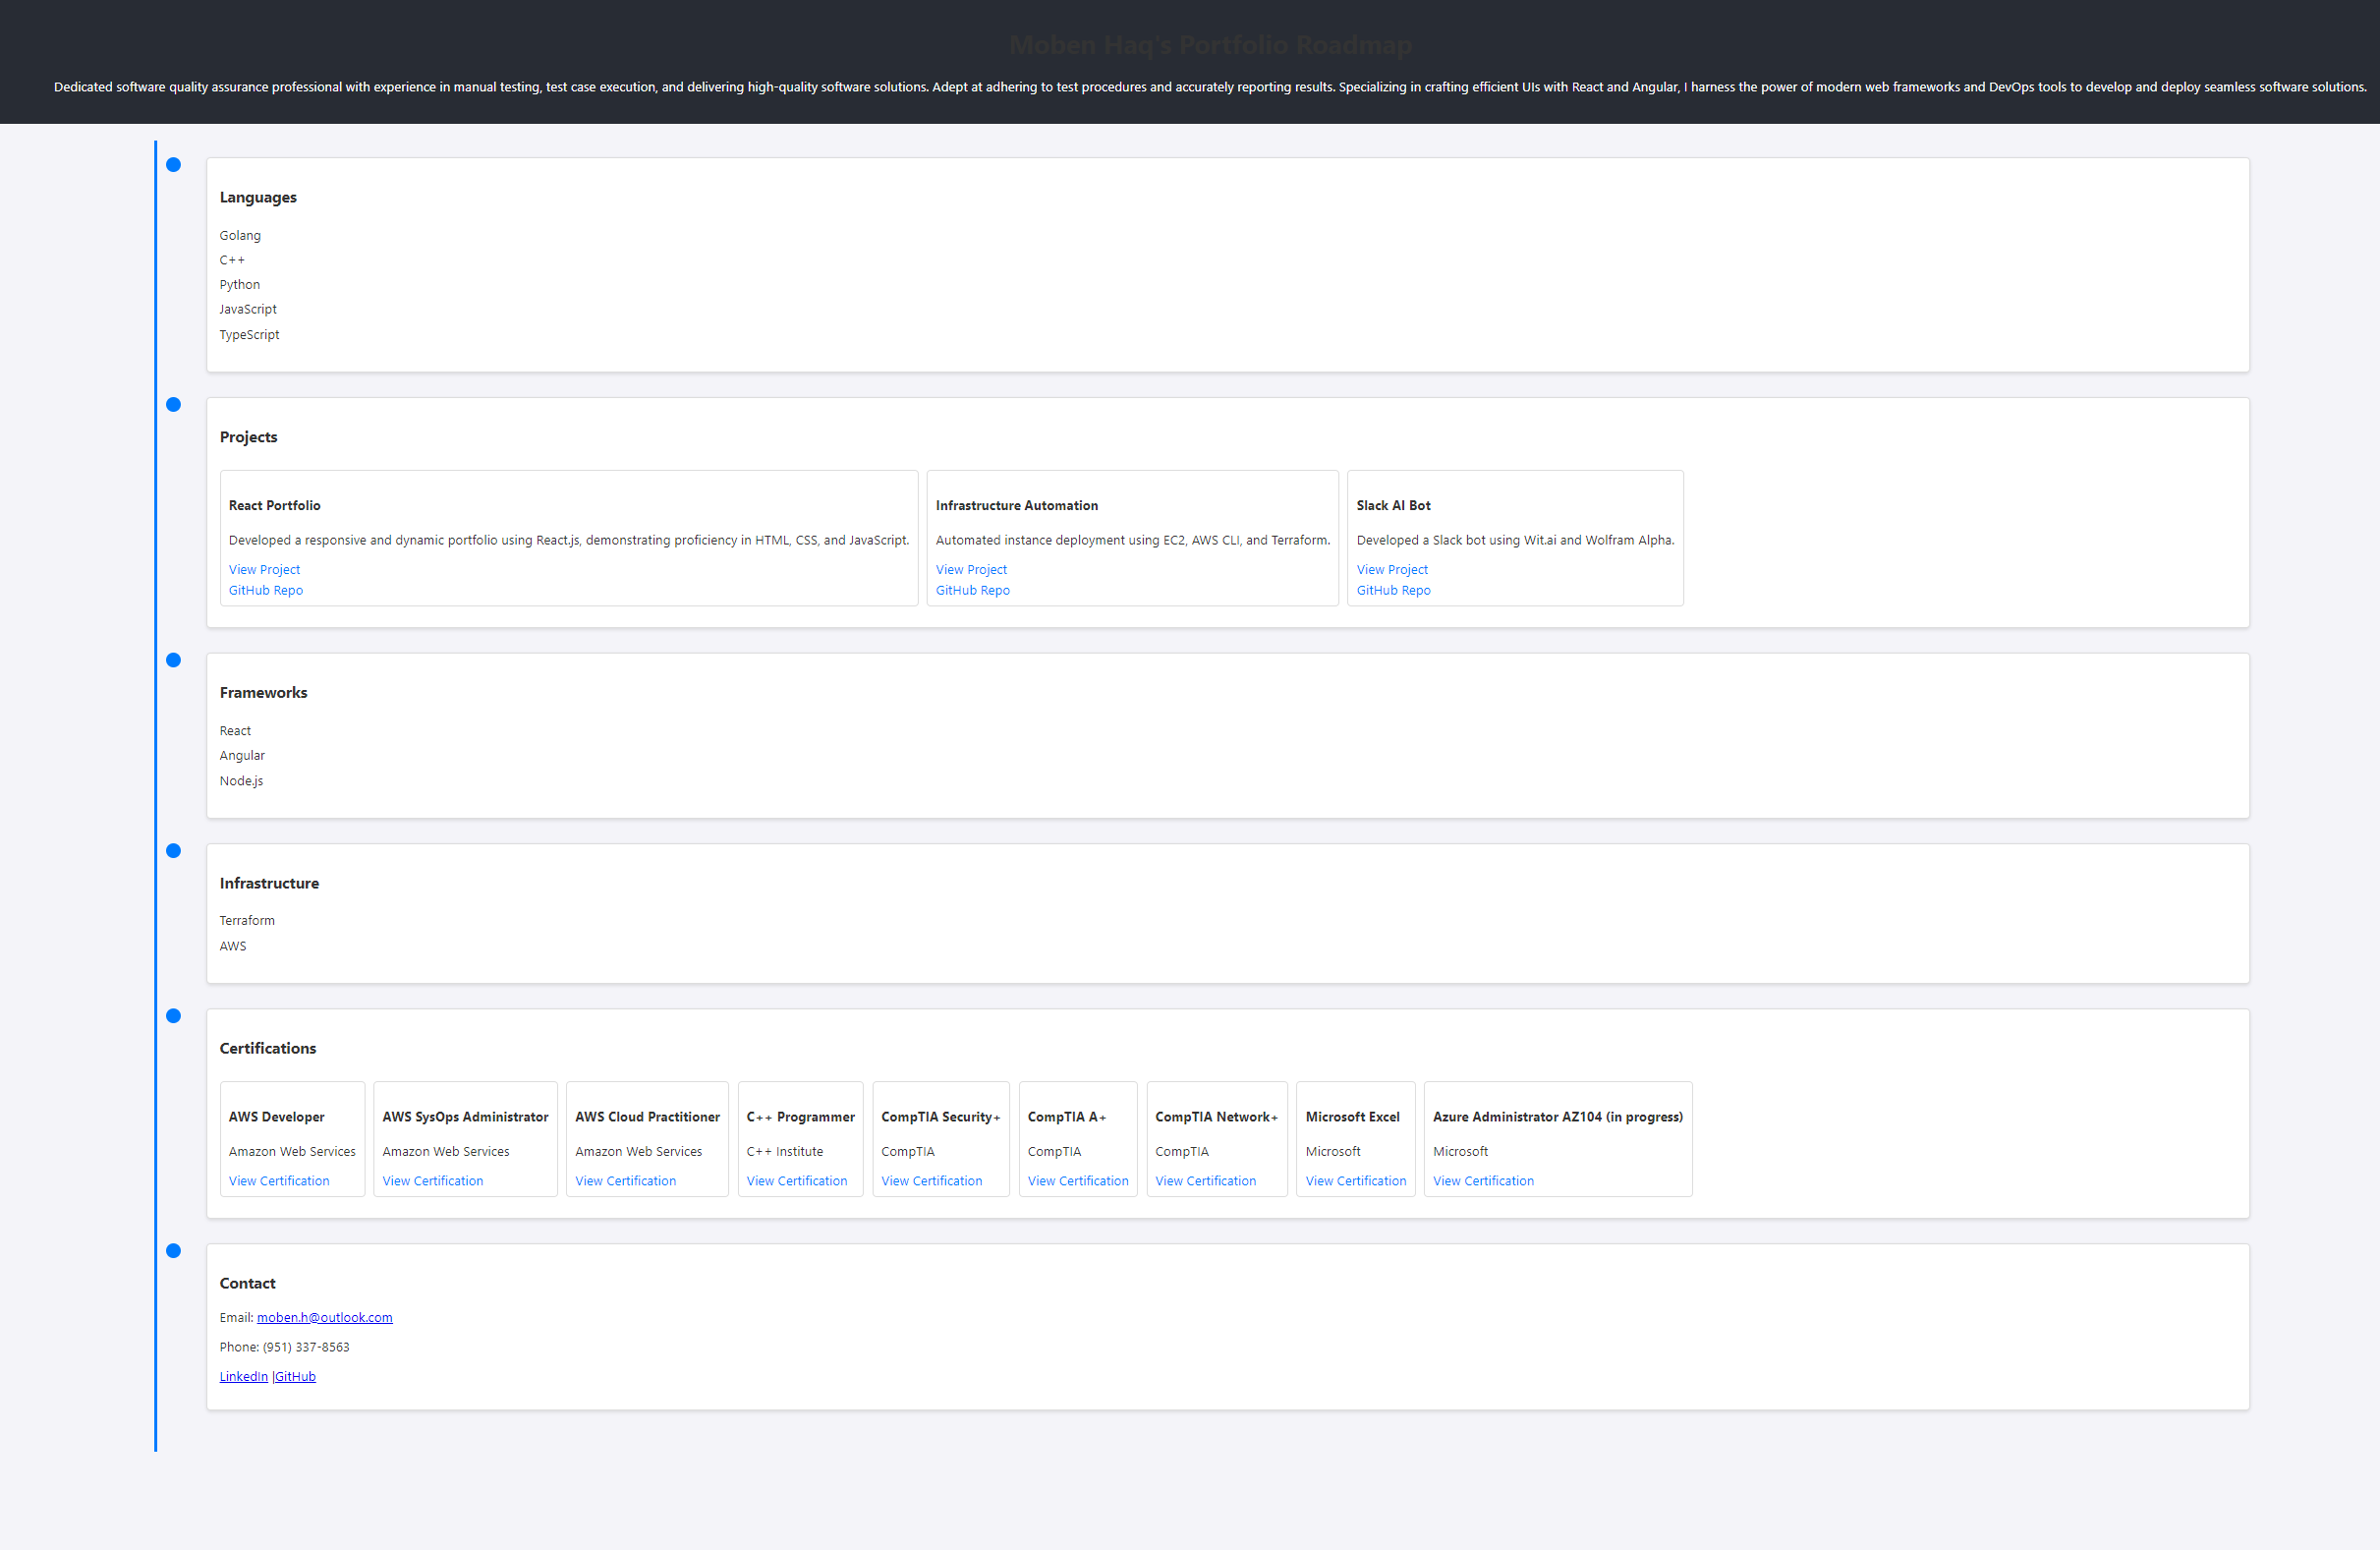 Moben Haq's Portfolio Roadmap
Dedicated software quality assurance professional with experience in manual testing, test case execution, and delivering high-quality software solutions. Adept at adhering to test procedures and accurately reporting results. Specializing in crafting efficient UIs with React and Angular, I harness the power of modern web frameworks and DevOps tools to develop and deploy seamless software solutions.
Languages
Golang
C++
Python
JavaScript
TypeScript
Projects
React Portfolio
Developed a responsive and dynamic portfolio using React.js, demonstrating proficiency in HTML, CSS, and JavaScript.
View Project
GitHub Repo
Infrastructure Automation
Automated instance deployment using EC2, AWS CLI, and Terraform.
View Project
GitHub Repo
Slack AI Bot
Developed a Slack bot using Wit.ai and Wolfram Alpha.
View Project
GitHub Repo
Frameworks
React
Angular
Node.js
Infrastructure
Terraform
AWS
Certifications
AWS Developer
Amazon Web Services
View Certification
AWS SysOps Administrator
Amazon Web Services
View Certification
AWS Cloud Practitioner
Amazon Web Services
View Certification
C++ Programmer
C++ Institute
View Certification
CompTIA Security+
CompTIA
View Certification
CompTIA A+
CompTIA
View Certification
CompTIA Network+
CompTIA
View Certification
Microsoft Excel
Microsoft
View Certification
Azure Administrator AZ104 (in progress)
Microsoft
View Certification
Contact
Email: moben.h@outlook.com
Phone: (951) 337-8563
LinkedIn |GitHub